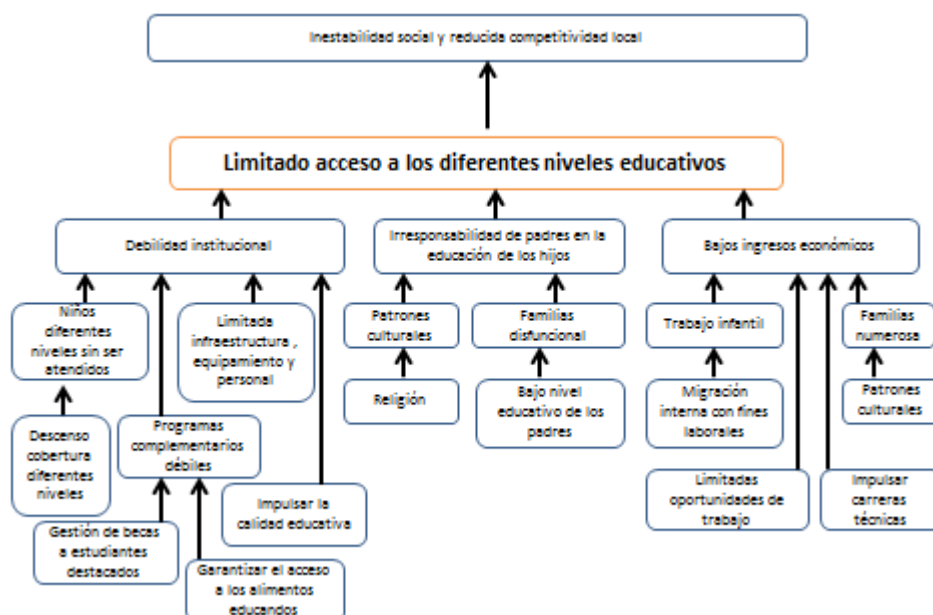 Inestabilidad social y reducida competitividad local
Limitado acceso a los diferentes niveles educativos
Debilidad institucional
Irresponsabilidad de padres en la
educación de los hijos
Bajos ingresos económicos
Niños
diferentes
niveles sin ser
atendidos
Limitada
infraestructura ,
equipamiento y
personal
Patrones
culturales
Familias
disfuncional
Trabajo infantil
Familias
numerosa
Religión
Bajo nivel
educativo de los
padres
Migración
interna con fines
laborales
Patrones
culturales
Descenso
cobertura
diferentes
niveles
Programas
complementarios
débiles
Impulsar la
calidad educativa
Limitadas
oportunidades de
trabajo
Impulsar
carreras
técnicas
Gestión de becas
a estudiantes
destacados
Garantizar el acceso
a los alimentos
educandos